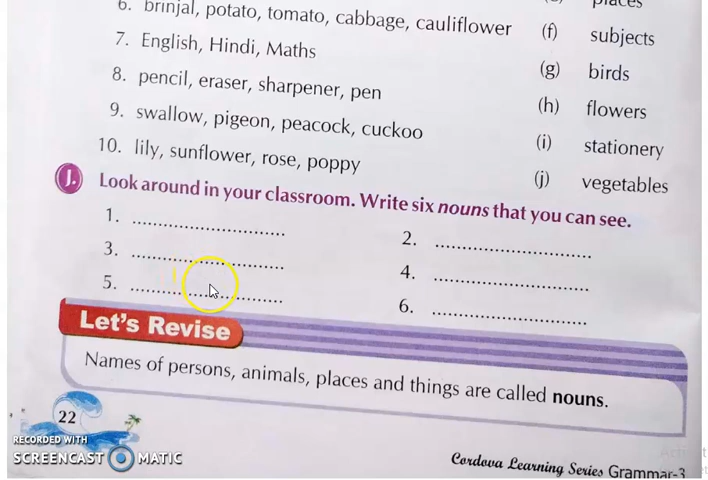 6. brinjal, potato, tomato, cabbage, cauliflower
places
(f) subjects
7. English, Hindi, Maths
(g) birds
8. pencil, eraser, sharpener, pen
(h) flowers
9. swallow, pigeon, peacock, cuckoo
(i) stationery
10. lily, sunflower, rose, poppy
(j) vegetables
J. Look around in your classroom. Write six nouns that you can see.
1. ................................ 2. ................................
3. ................................ 4. ................................
5. ................................ 6. ................................
Let's Revise
Names of persons, animals, places and things are called nouns.
22
RECORDED WITH
SCREENCAST MATIC
Cordova Learning Series Grammar-3